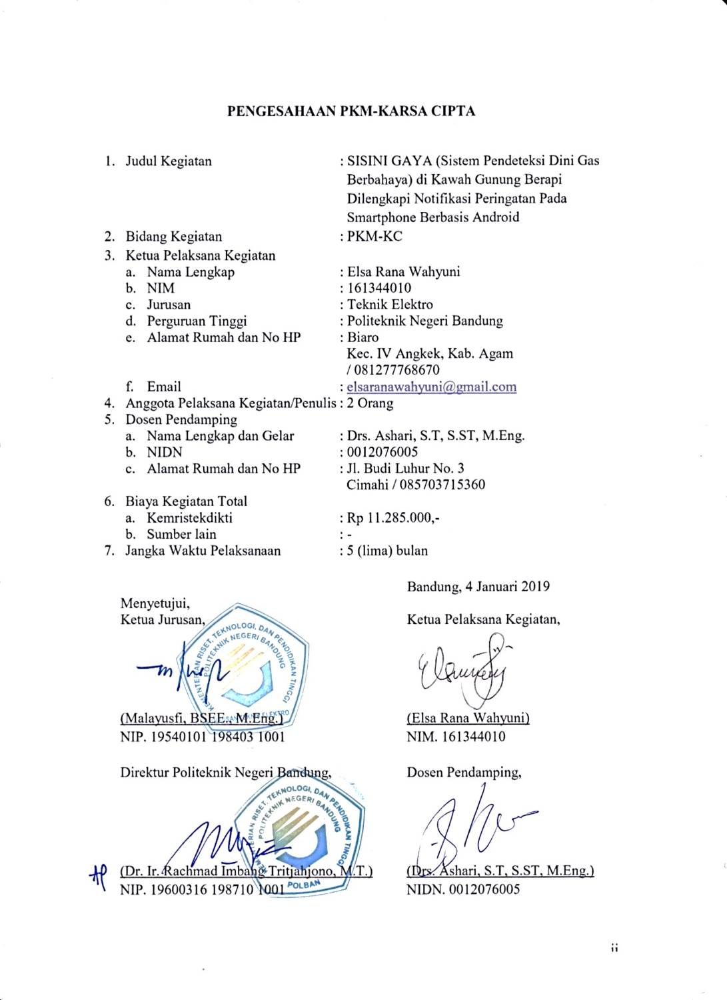 PENGESAHAAN PKM-KARSA CIPTA
1. Judul Kegiatan : SISINI GAYA (Sistem Pendeteksi Dini Gas
Berbahaya) di Kawah Gunung Berapi
Dilengkapi Notifikasi Peringatan Pada
Smartphone Berbasis Android
2. Bidang Kegiatan : PKM-KC
3. Ketua Pelaksana Kegiatan
a. Nama Lengkap : Elsa Rana Wahyuni
b. NIM : 161344010
c. Jurusan : Teknik Elektro
d. Perguruan Tinggi : Politeknik Negeri Bandung
e. Alamat Rumah dan No HP : Biaro
Kec. IV Angkek, Kab. Agam
/ 081277768670
f. Email : elsaranawahyuni@gmail.com
4. Anggota Pelaksana Kegiatan/Penulis : 2 Orang
5. Dosen Pendamping
a. Nama Lengkap dan Gelar : Drs. Ashari, S.T, S.ST, M.Eng.
b. NIDN : 0012076005
c. Alamat Rumah dan No HP : Jl. Budi Luhur No. 3
Cimahi / 085703715360
6. Biaya Kegiatan Total
a. Kemristekdikti : Rp 11.285.000,-
b. Sumber lain : -
7. Jangka Waktu Pelaksanaan : 5 (lima) bulan
Bandung, 4 Januari 2019
Menyetujui,
Ketua Jurusan, Ketua Pelaksana Kegiatan,
KEMENTERIAN RISET, TEKNOLOGI, DAN PENDIDIKAN TINGGI
POLITEKNIK NEGERI BANDUNG
(Malayusfi, BSEE., M.Eng.) (Elsa Rana Wahyuni)
NIP. 19540101 198403 1001 NIM. 161344010
Direktur Politeknik Negeri Bandung, Dosen Pendamping,
KEMENTERIAN RISET, TEKNOLOGI, DAN PENDIDIKAN TINGGI
POLITEKNIK NEGERI BANDUNG
(Dr. Ir. Rachmad Imbang Tritjahjono, M.T.) (Drs. Ashari, S.T, S.ST, M.Eng.)
NIP. 19600316 198710 1001 NIDN. 0012076005
POLBAN
ii